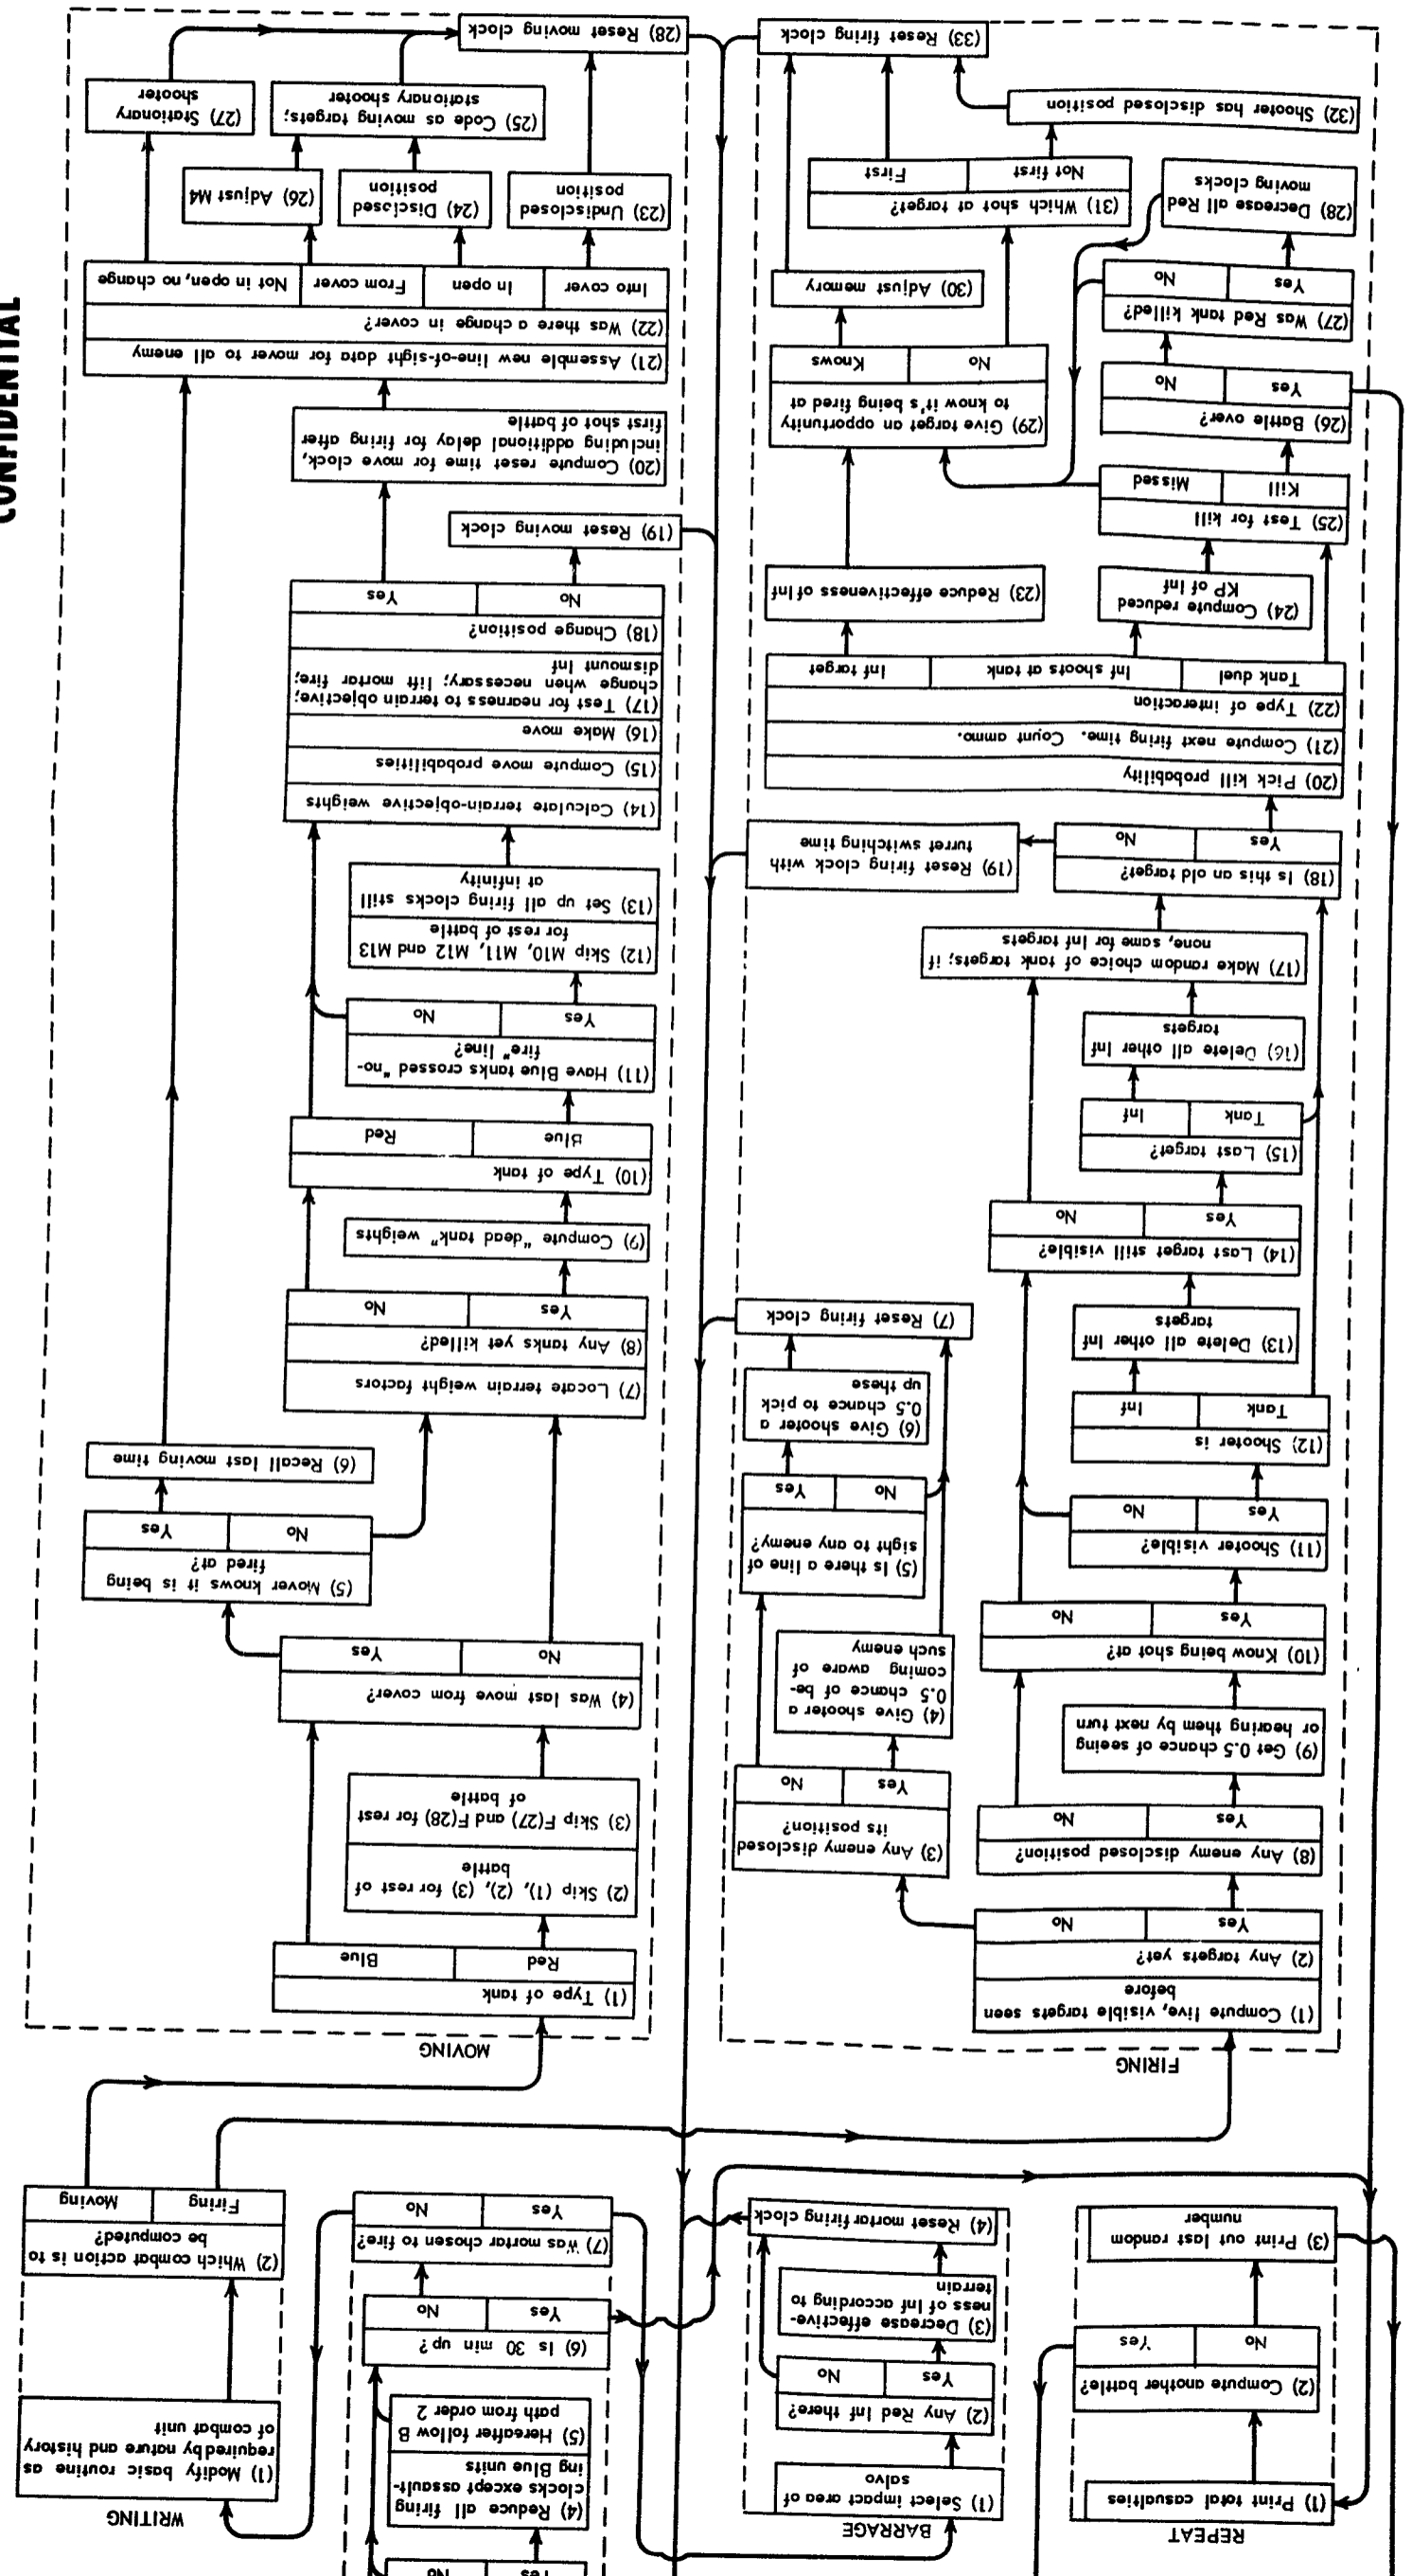 REPEAT
(1) Print total casualties
(2) Compute another battle?
No
Yes
(3) Print out last random
number
BARRAGE
(1) Select impact area of
salvo
(2) Any Red Inf there?
Yes
No
(3) Decrease effective-
ness of Inf according to
terrain
(4) Reset mortar firing clock
Yes
No
(4) Reduce all firing
clocks except assault-
ing Blue units
(5) Hereafter follow B
path from order 2
(6) Is 30 min up?
Yes
No
(7) Was mortar chosen to fire?
Yes
No
WRITING
(1) Modify basic routine as
required by nature and history
of combat unit
(2) Which combat action is to
be computed?
Firing
Moving
FIRING
(1) Compute live, visible targets seen
before
(2) Any targets yet?
Yes
No
(3) Any enemy disclosed
its position?
Yes
No
(4) Give shooter a
0.5 chance of be-
coming aware of
such enemy
(5) Is there a line of
sight to any enemy?
No
Yes
(6) Give shooter a
0.5 chance to pick
up these
(7) Reset firing clock
(8) Any enemy disclosed position?
Yes
No
(9) Get 0.5 chance of seeing
or hearing them by next turn
(10) Know being shot at?
Yes
No
(11) Shooter visible?
Yes
No
(12) Shooter is
Tank
Inf
(13) Delete all other Inf
targets
(14) Last target still visible?
Yes
No
(15) Last target?
Tank
Inf
(16) Delete all other Inf
targets
(17) Make random choice of tank targets; if
none, same for Inf targets
(18) Is this an old target?
Yes
No
(19) Reset firing clock with
turret switching time
(20) Pick kill probability
(21) Compute next firing time. Count ammo.
(22) Type of interaction
Tank duel
Inf shoots at tank
Inf target
(23) Reduce effectiveness of Inf
(24) Compute reduced
KP of Inf
(25) Test for kill
Kill
Missed
(26) Battle over?
Yes
No
(27) Was Red tank killed?
Yes
No
(28) Decrease all Red
moving clocks
(29) Give target an opportunity
to know it's being fired at
No
Knows
(30) Adjust memory
(31) Which shot at target?
Not first
First
(32) Shooter has disclosed position
(33) Reset firing clock
MOVING
(1) Type of tank
Red
Blue
(2) Skip (1), (2), (3) for rest of
battle
(3) Skip F(27) and F(28) for rest
of battle
(4) Was last move from cover?
No
Yes
(5) Mover knows it is being
fired at?
No
Yes
(6) Recall last moving time
(7) Locate terrain weight factors
(8) Any tanks yet killed?
Yes
No
(9) Compute "dead tank" weights
(10) Type of tank
Blue
Red
(11) Have Blue tanks crossed "no-
fire" line?
Yes
No
(12) Skip M10, M11, M12 and M13
for rest of battle
(13) Set up all firing clocks still
at infinity
(14) Calculate terrain-objective weights
(15) Compute move probabilities
(16) Make move
(17) Test for nearness to terrain objective;
change when necessary; lift mortar fire;
dismount Inf
(18) Change position?
No
Yes
(19) Reset moving clock
(20) Compute reset time for move clock,
including additional delay for firing after
first shot of battle
(21) Assemble new line-of-sight data for mover to all enemy
(22) Was there a change in cover?
Into cover
In open
From cover
Not in open, no change
(23) Undisclosed
position
(24) Disclosed
position
(26) Adjust M4
(25) Code as moving targets;
stationary shooter
(27) Stationary
shooter
(28) Reset moving clock
CONFIDENTIAL